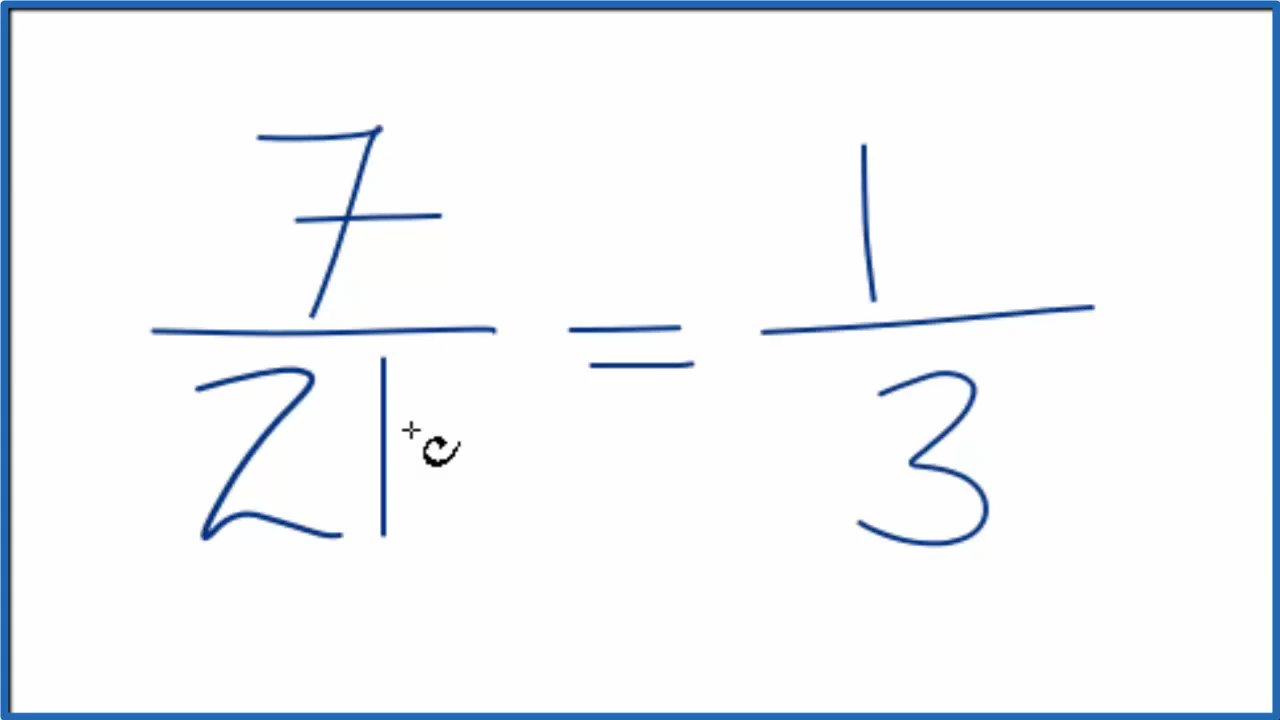 7/21 = 1/3